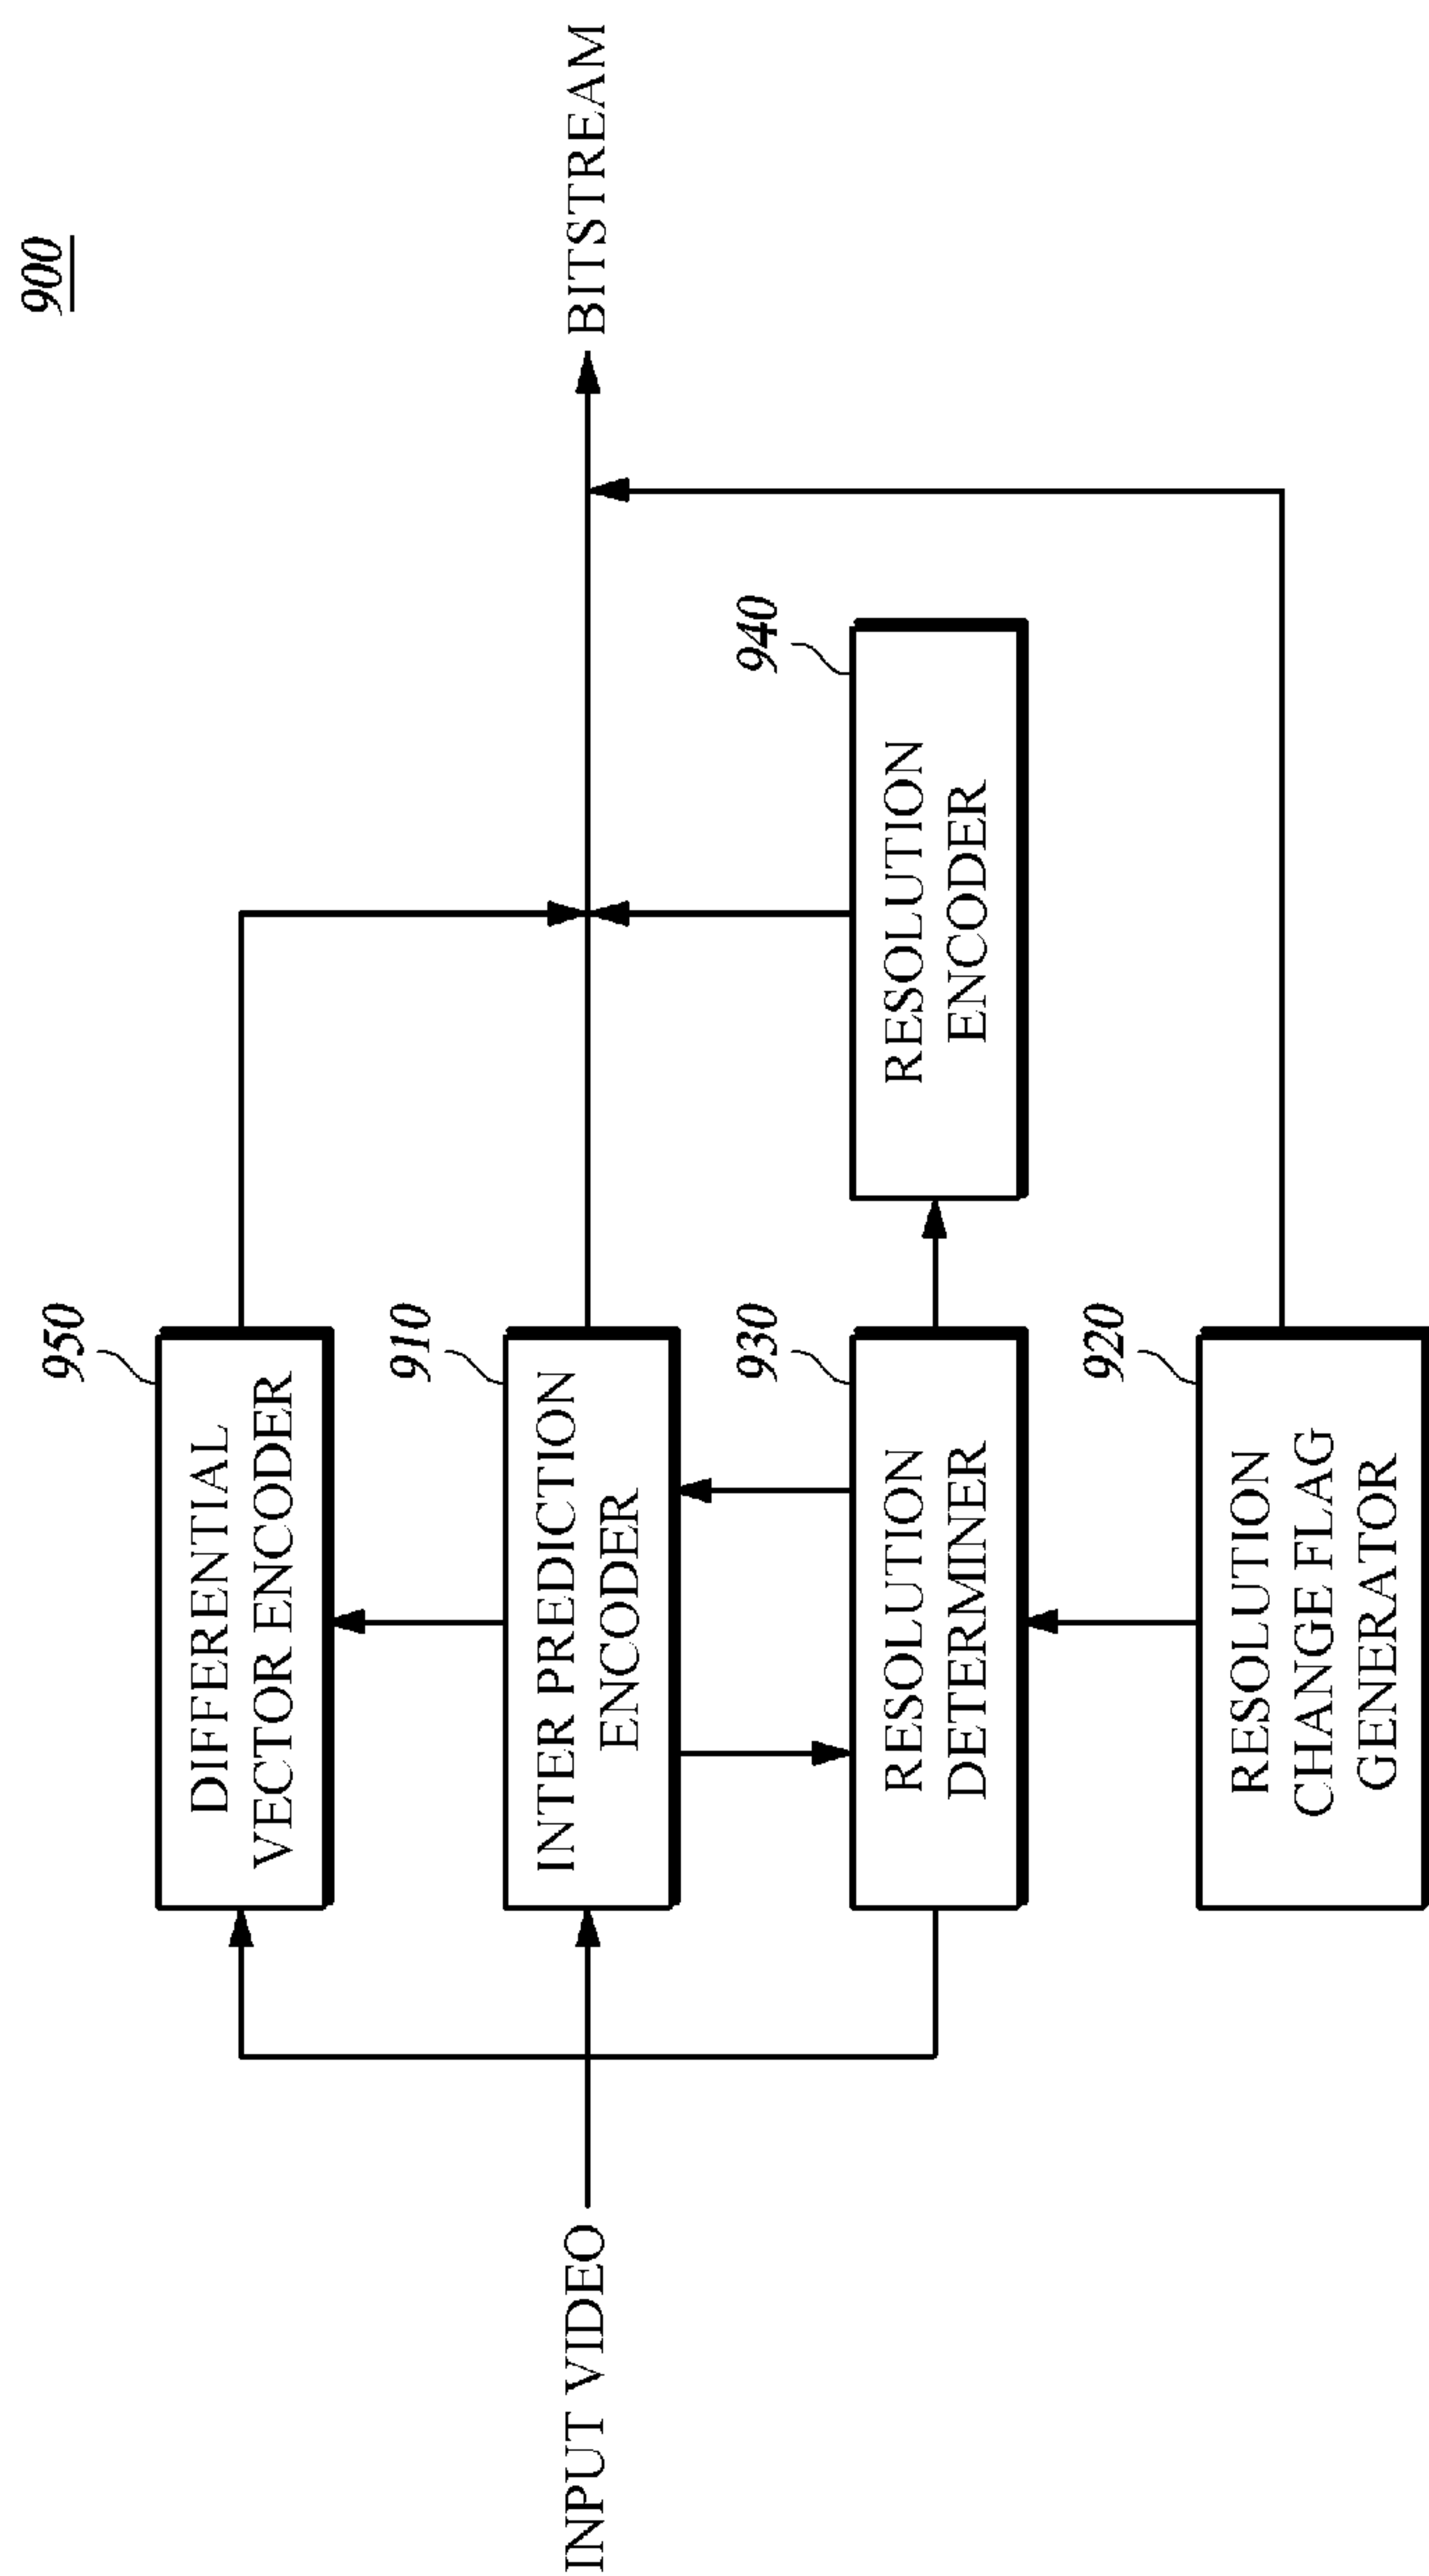 900
950
DIFFERENTIAL
VECTOR ENCODER
INPUT VIDEO
910
INTER PREDICTION
ENCODER
BITSTREAM
930
RESOLUTION
DETERMINER
940
RESOLUTION
ENCODER
920
RESOLUTION
CHANGE FLAG
GENERATOR